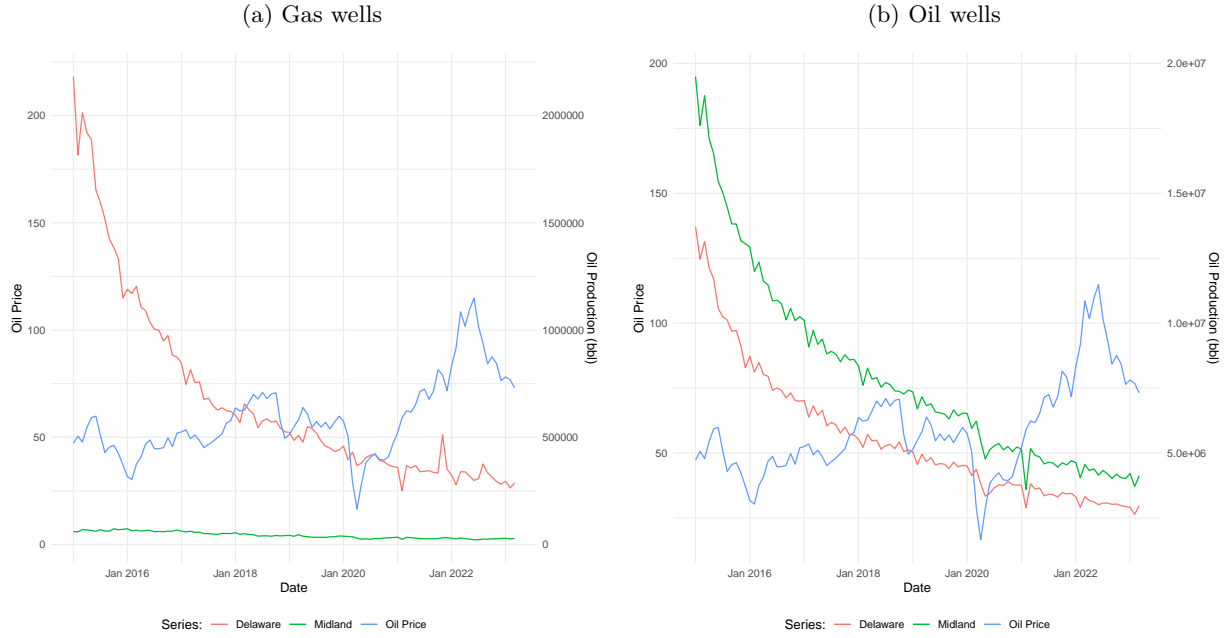 (a) Gas wells
200
150
100
50
0
Oil Price
2000000
1500000
1000000
500000
0
Oil Production (bbl)
Jan 2016
Jan 2018
Jan 2020
Jan 2022
Date
Series: Delaware Midland Oil Price
(b) Oil wells
200
150
100
50
Oil Price
2.0e+07
1.5e+07
1.0e+07
5.0e+06
Oil Production (bbl)
Jan 2016
Jan 2018
Jan 2020
Jan 2022
Date
Series: Delaware Midland Oil Price